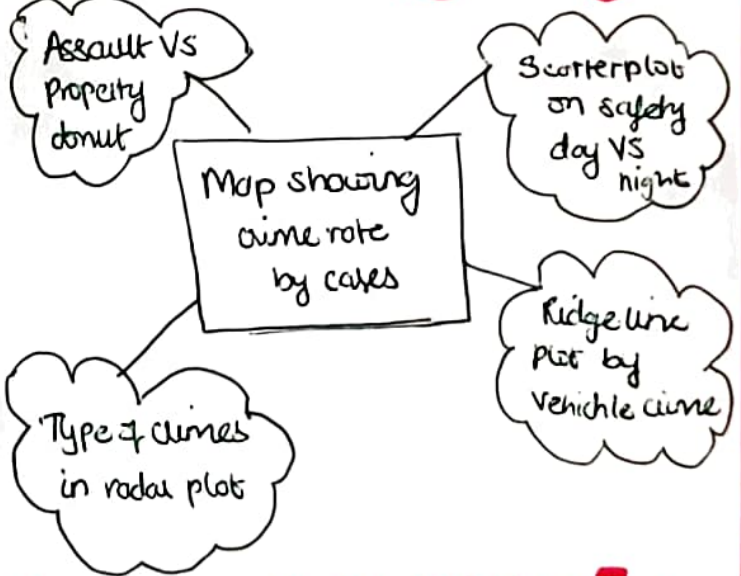 Assault VS
Property
donut
Scatterplot
on safety
day VS
night
Map showing
crime rate
by cases
Ridgeline
plot by
Vehichle crime
Type of crimes
in radar plot